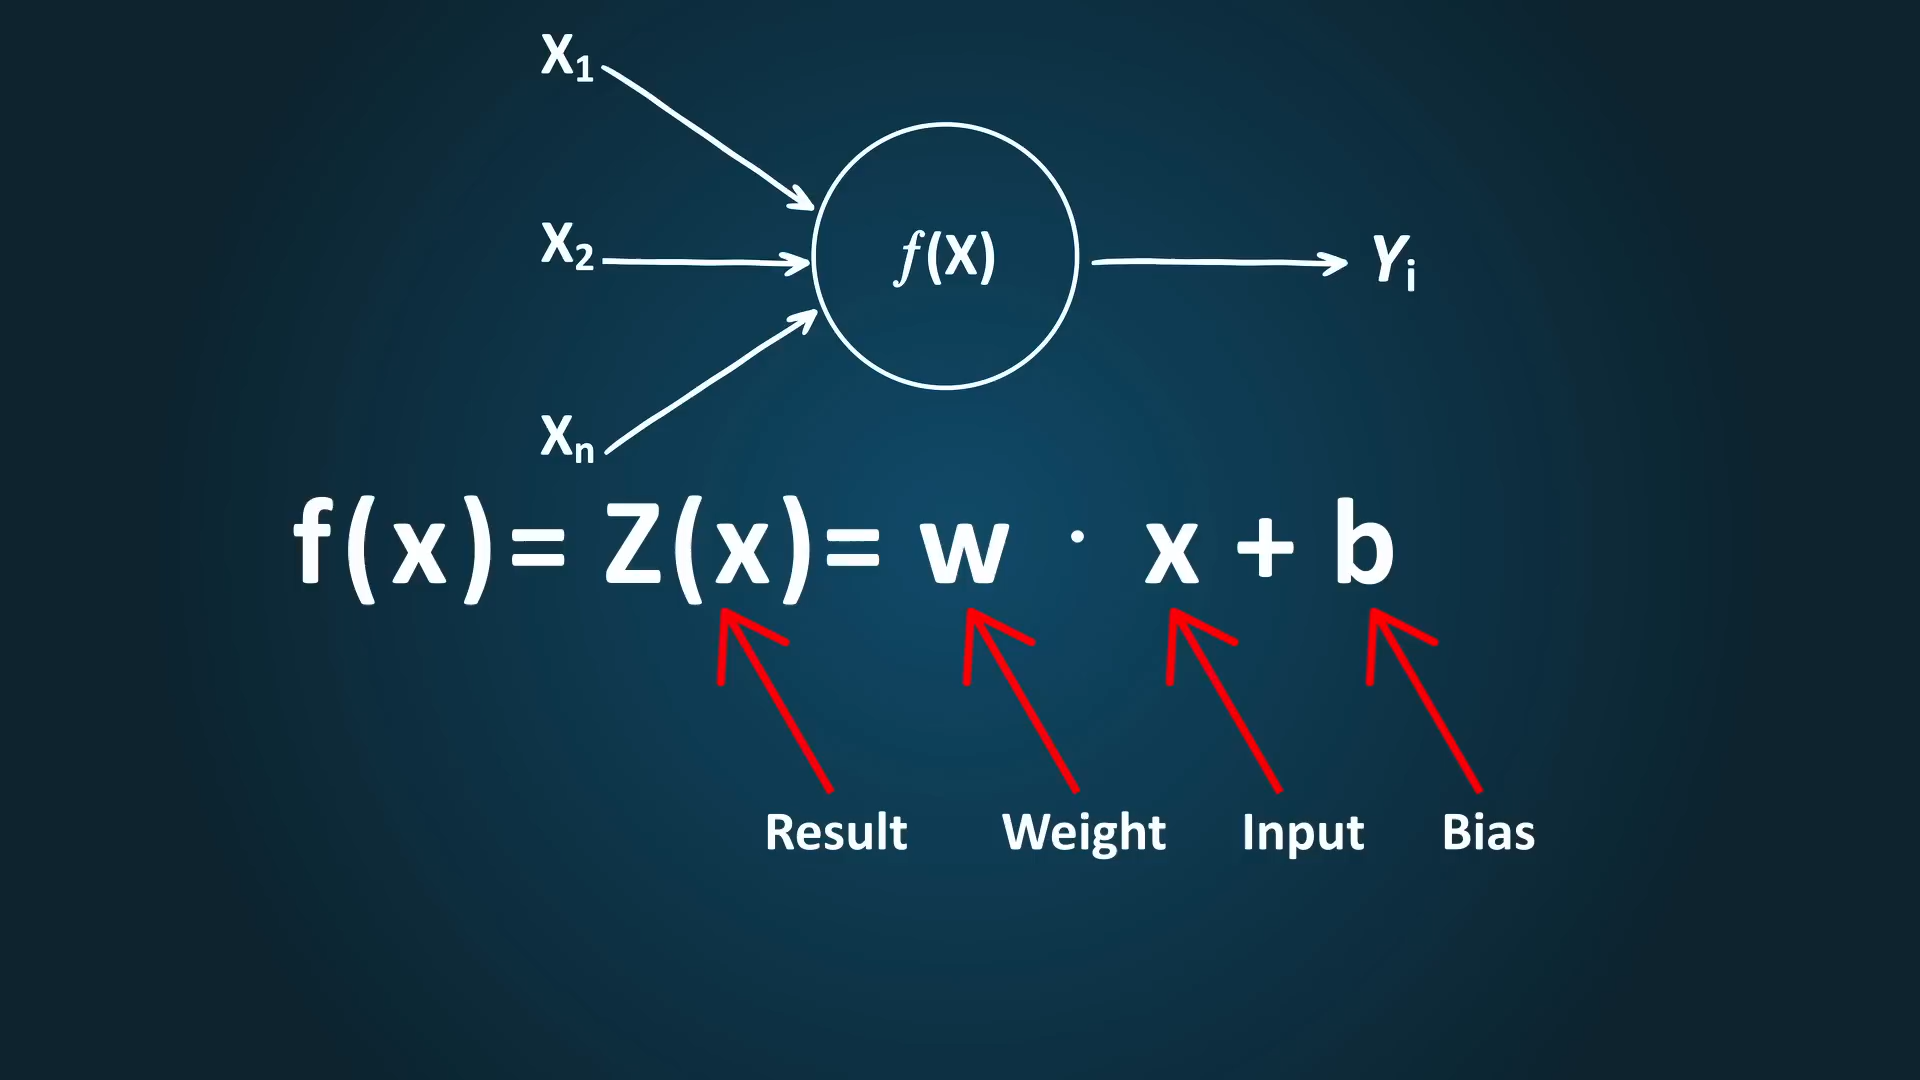 X₁
X₂
f(X)
Yᵢ
Xₙ
f(x)= Z(x)= w · x + b
Result Weight Input Bias